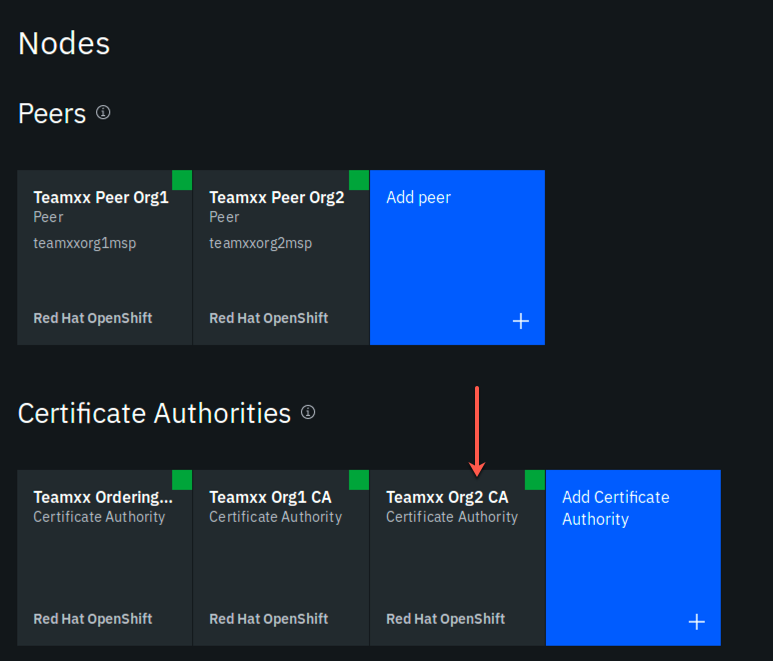 Nodes
Peers
Teamxx Peer Org1
Peer
teamxxorg1msp
Red Hat OpenShift
Teamxx Peer Org2
Peer
teamxxorg2msp
Red Hat OpenShift
Add peer
Certificate Authorities
Teamxx Ordering...
Certificate Authority
Red Hat OpenShift
Teamxx Org1 CA
Certificate Authority
Red Hat OpenShift
Teamxx Org2 CA
Certificate Authority
Red Hat OpenShift
Add Certificate
Authority